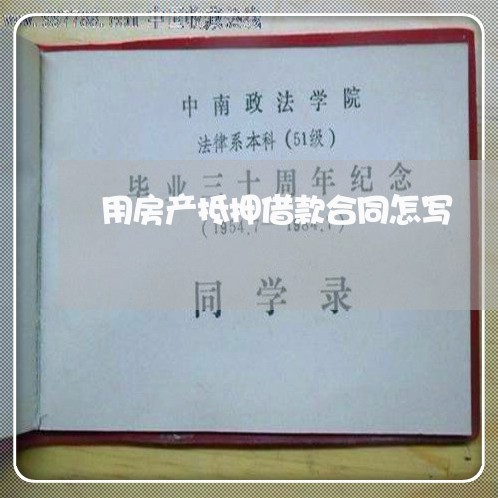 中南政法学院
法律系本科(51级)
毕业三十周年纪念
用房产抵押借款合同怎写
同学录